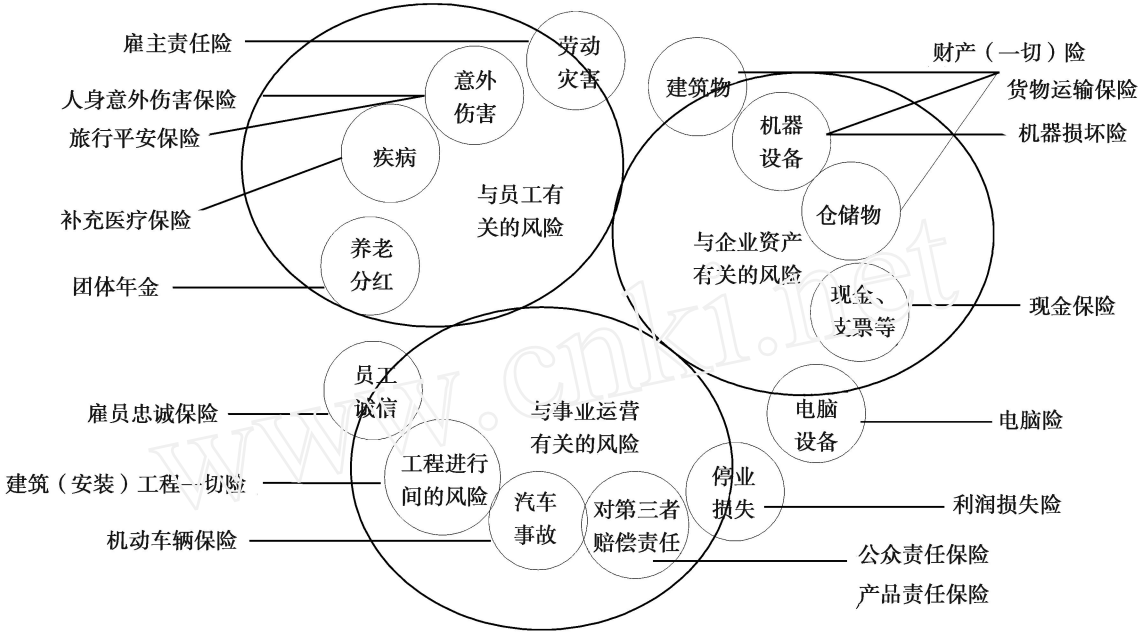 雇主责任险
人身意外伤害保险
旅行平安保险
补充医疗保险
团体年金
劳动
灾害
意外
伤害
疾病
养老
分红
与员工有
关的风险
财产（一切）险
货物运输保险
机器损坏险
现金保险
电脑险
建筑物
机器
设备
仓储物
现金、
支票等
电脑
设备
与企业资产
有关的风险
雇员忠诚保险
建筑（安装）工程一切险
机动车辆保险
员工
诚信
工程进行
间的风险
汽车
事故
对第三者
赔偿责任
停业
损失
与事业运营
有关的风险
利润损失险
公众责任保险
产品责任保险
www.cnki.net